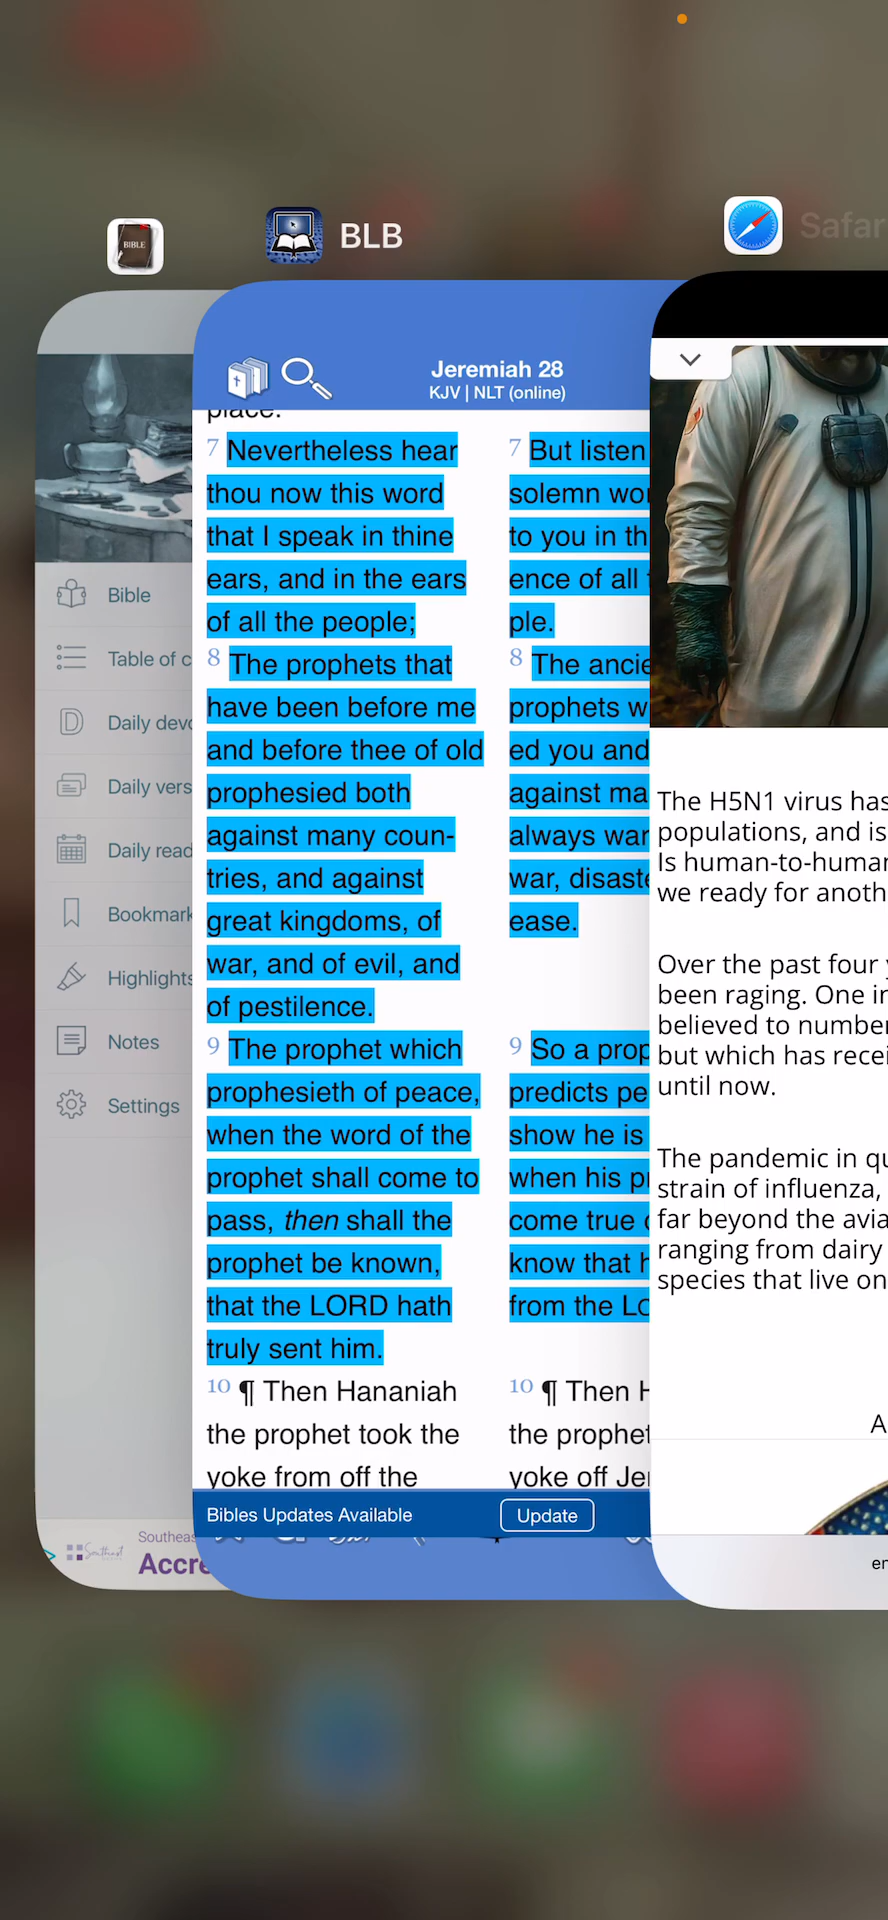 BIBLE
BLB
Safar
Bible
Table of c
Daily dev
Daily vers
Daily read
Bookmark
Highlights
Notes
Settings
Southeas
Southeast
Accre
Jeremiah 28
KJV | NLT (online)
place.
7 Nevertheless hear
thou now this word
that I speak in thine
ears, and in the ears
of all the people;
8 The prophets that
have been before me
and before thee of old
prophesied both
against many coun-
tries, and against
great kingdoms, of
war, and of evil, and
of pestilence.
9 The prophet which
prophesieth of peace,
when the word of the
prophet shall come to
pass, then shall the
prophet be known,
that the LORD hath
truly sent him.
10 ¶ Then Hananiah
the prophet took the
yoke from off the
7 But listen
solemn wo
to you in th
ence of all
ple.
8 The ancie
prophets w
ed you and
against ma
always war
war, disaste
ease.
9 So a prop
predicts pe
show he is
when his p
come true
know that h
from the Lo
10 ¶ Then H
the prophet
yoke off Jer
Bibles Updates Available
Update
The H5N1 virus has
populations, and is
Is human-to-human
we ready for anoth
Over the past four y
been raging. One in
believed to number
but which has recei
until now.
The pandemic in qu
strain of influenza,
far beyond the avia
ranging from dairy
species that live on
A
en